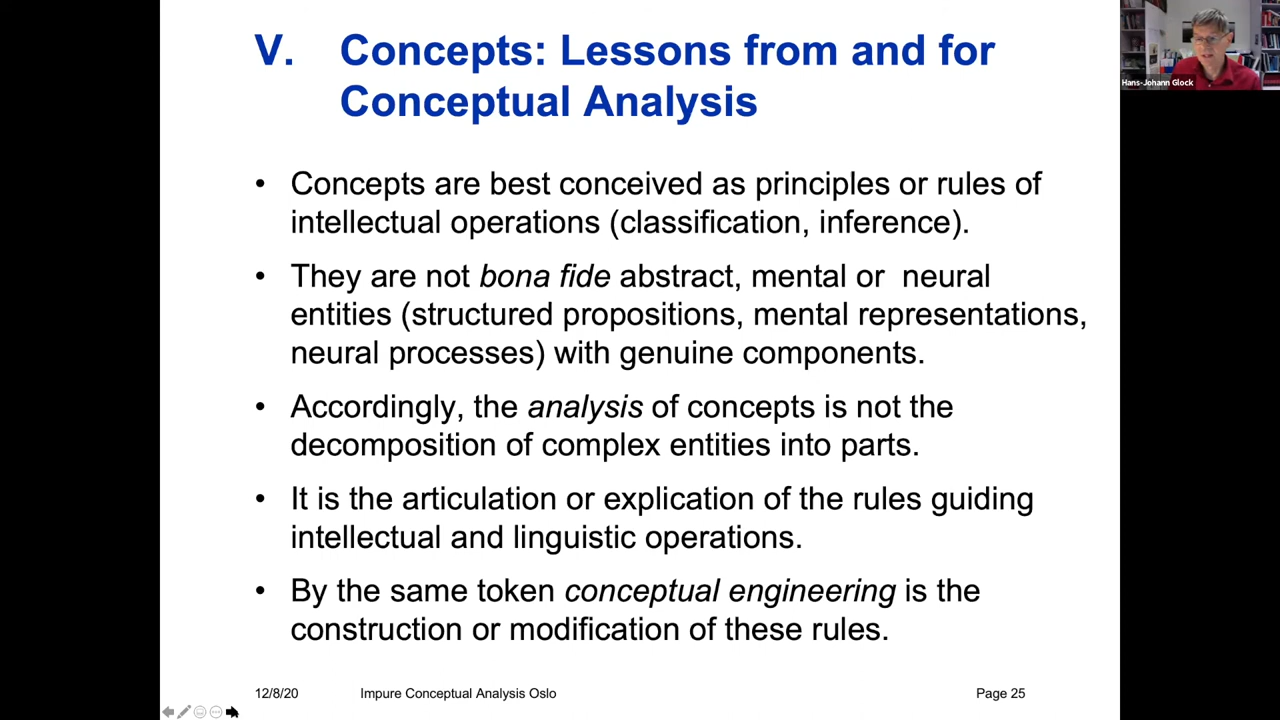 V. Concepts: Lessons from and for
Conceptual Analysis
Hans-Johann Glock
• Concepts are best conceived as principles or rules of
intellectual operations (classification, inference).
• They are not bona fide abstract, mental or neural
entities (structured propositions, mental representations,
neural processes) with genuine components.
• Accordingly, the analysis of concepts is not the
decomposition of complex entities into parts.
• It is the articulation or explication of the rules guiding
intellectual and linguistic operations.
• By the same token conceptual engineering is the
construction or modification of these rules.
12/8/20 Impure Conceptual Analysis Oslo Page 25